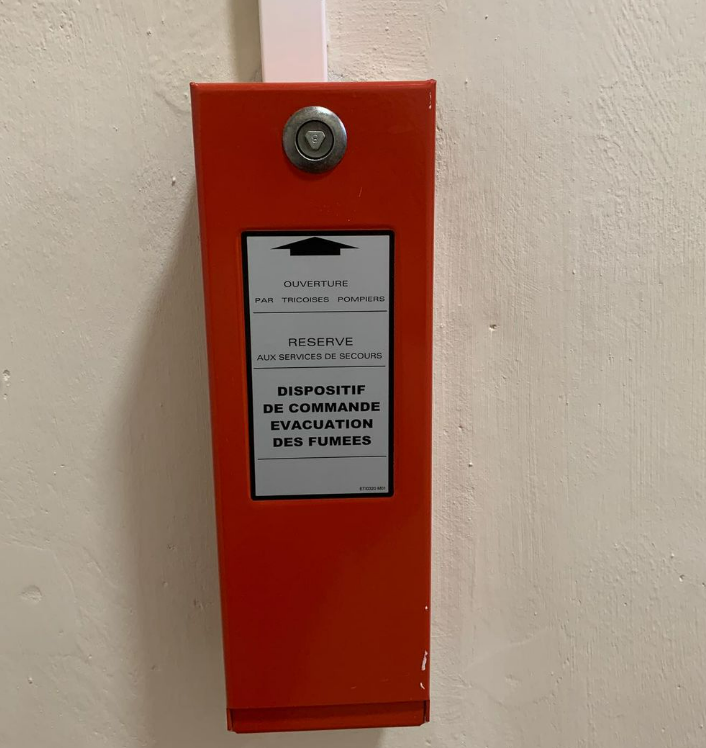 OUVERTURE
PAR TRICOISES POMPIERS
RESERVE
AUX SERVICES DE SECOURS
DISPOSITIF
DE COMMANDE
EVACUATION
DES FUMEES